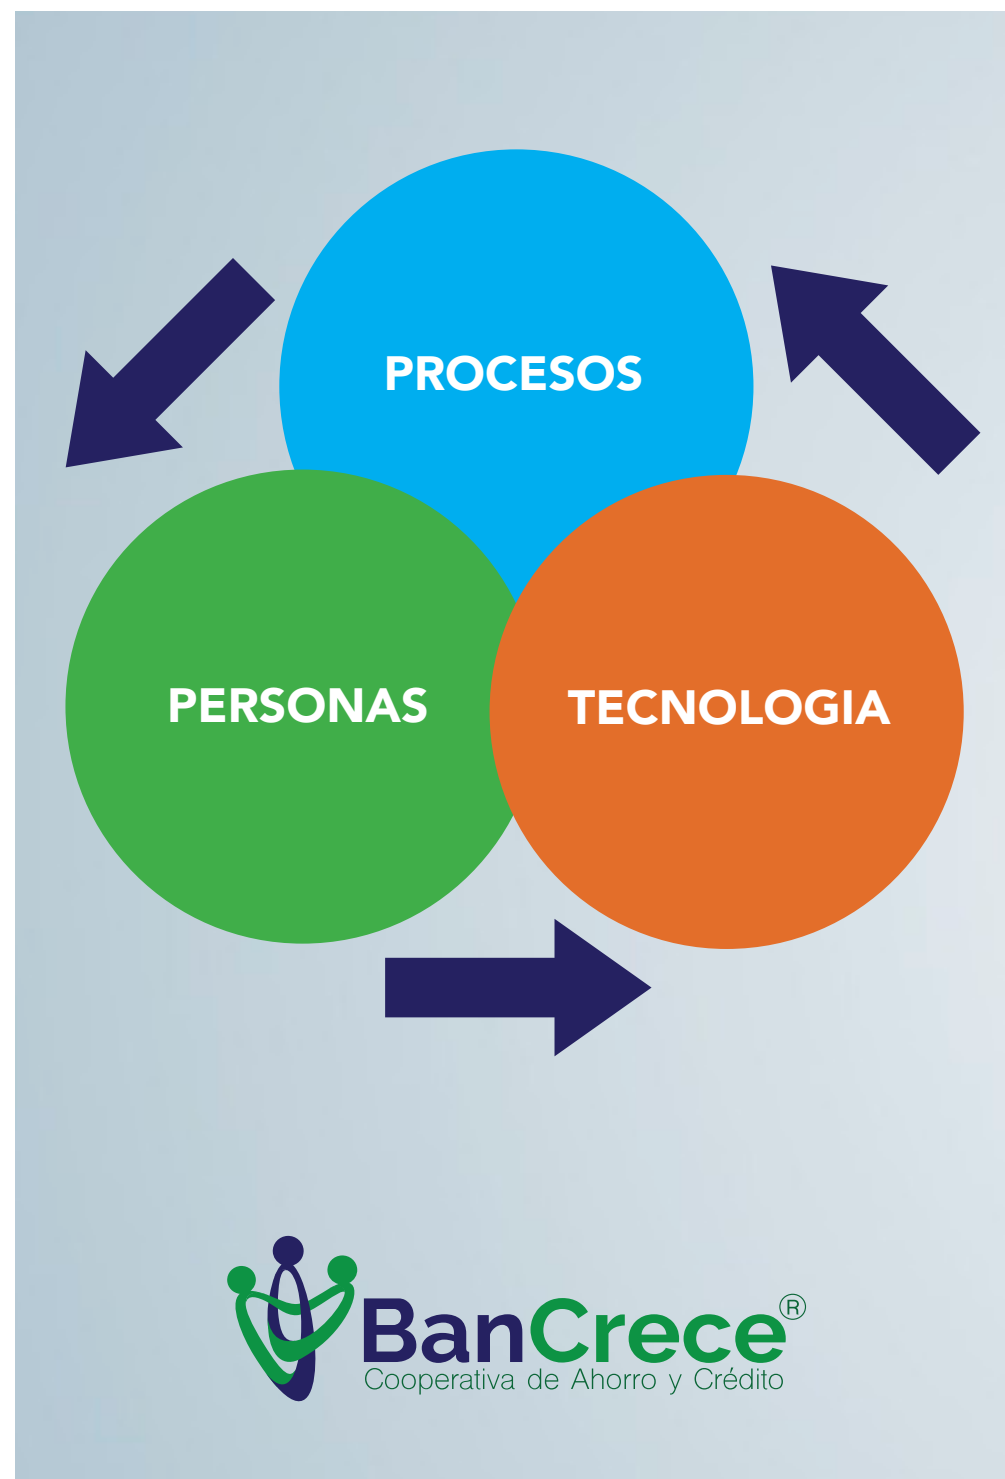 PROCESOS
PERSONAS
TECNOLOGIA
BanCrece®
Cooperativa de Ahorro y Crédito